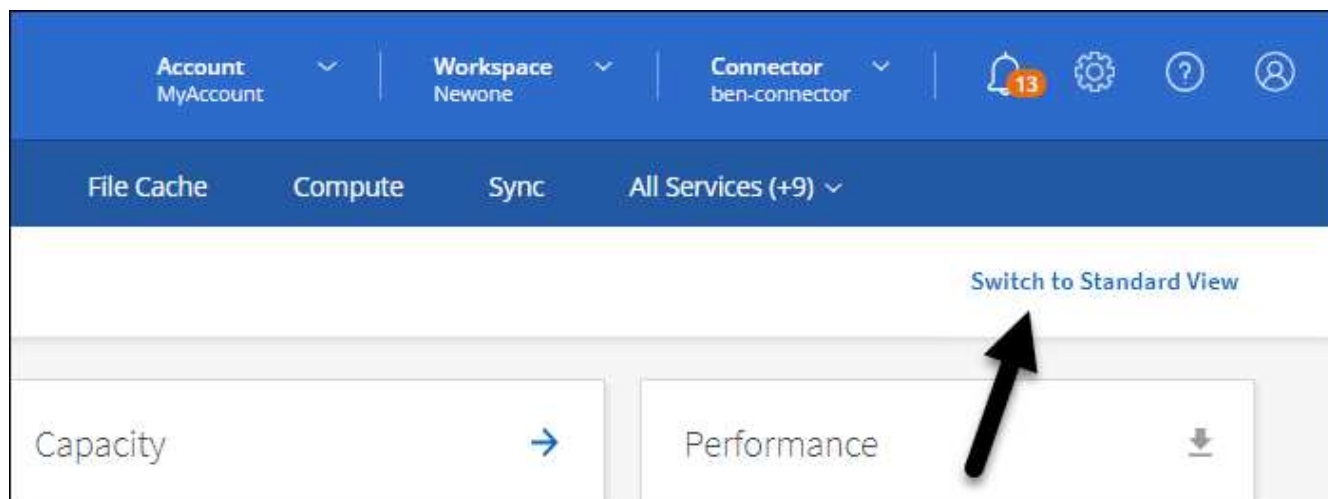 Account Workspace Connector
MyAccount Newone ben-connector 13
File Cache Compute Sync All Services (+9)
Switch to Standard View
Capacity Performance